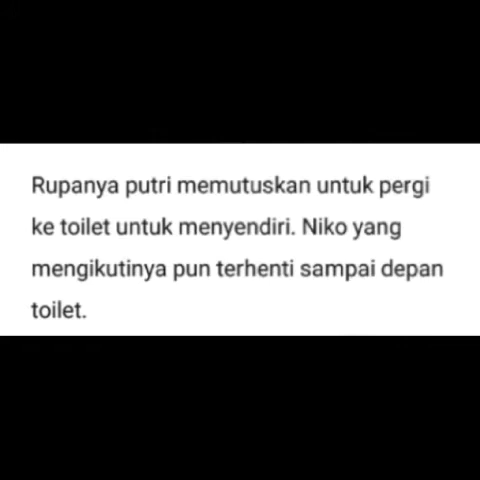 Rupanya putri memutuskan untuk pergi
ke toilet untuk menyendiri. Niko yang
mengikutinya pun terhenti sampai depan
toilet.